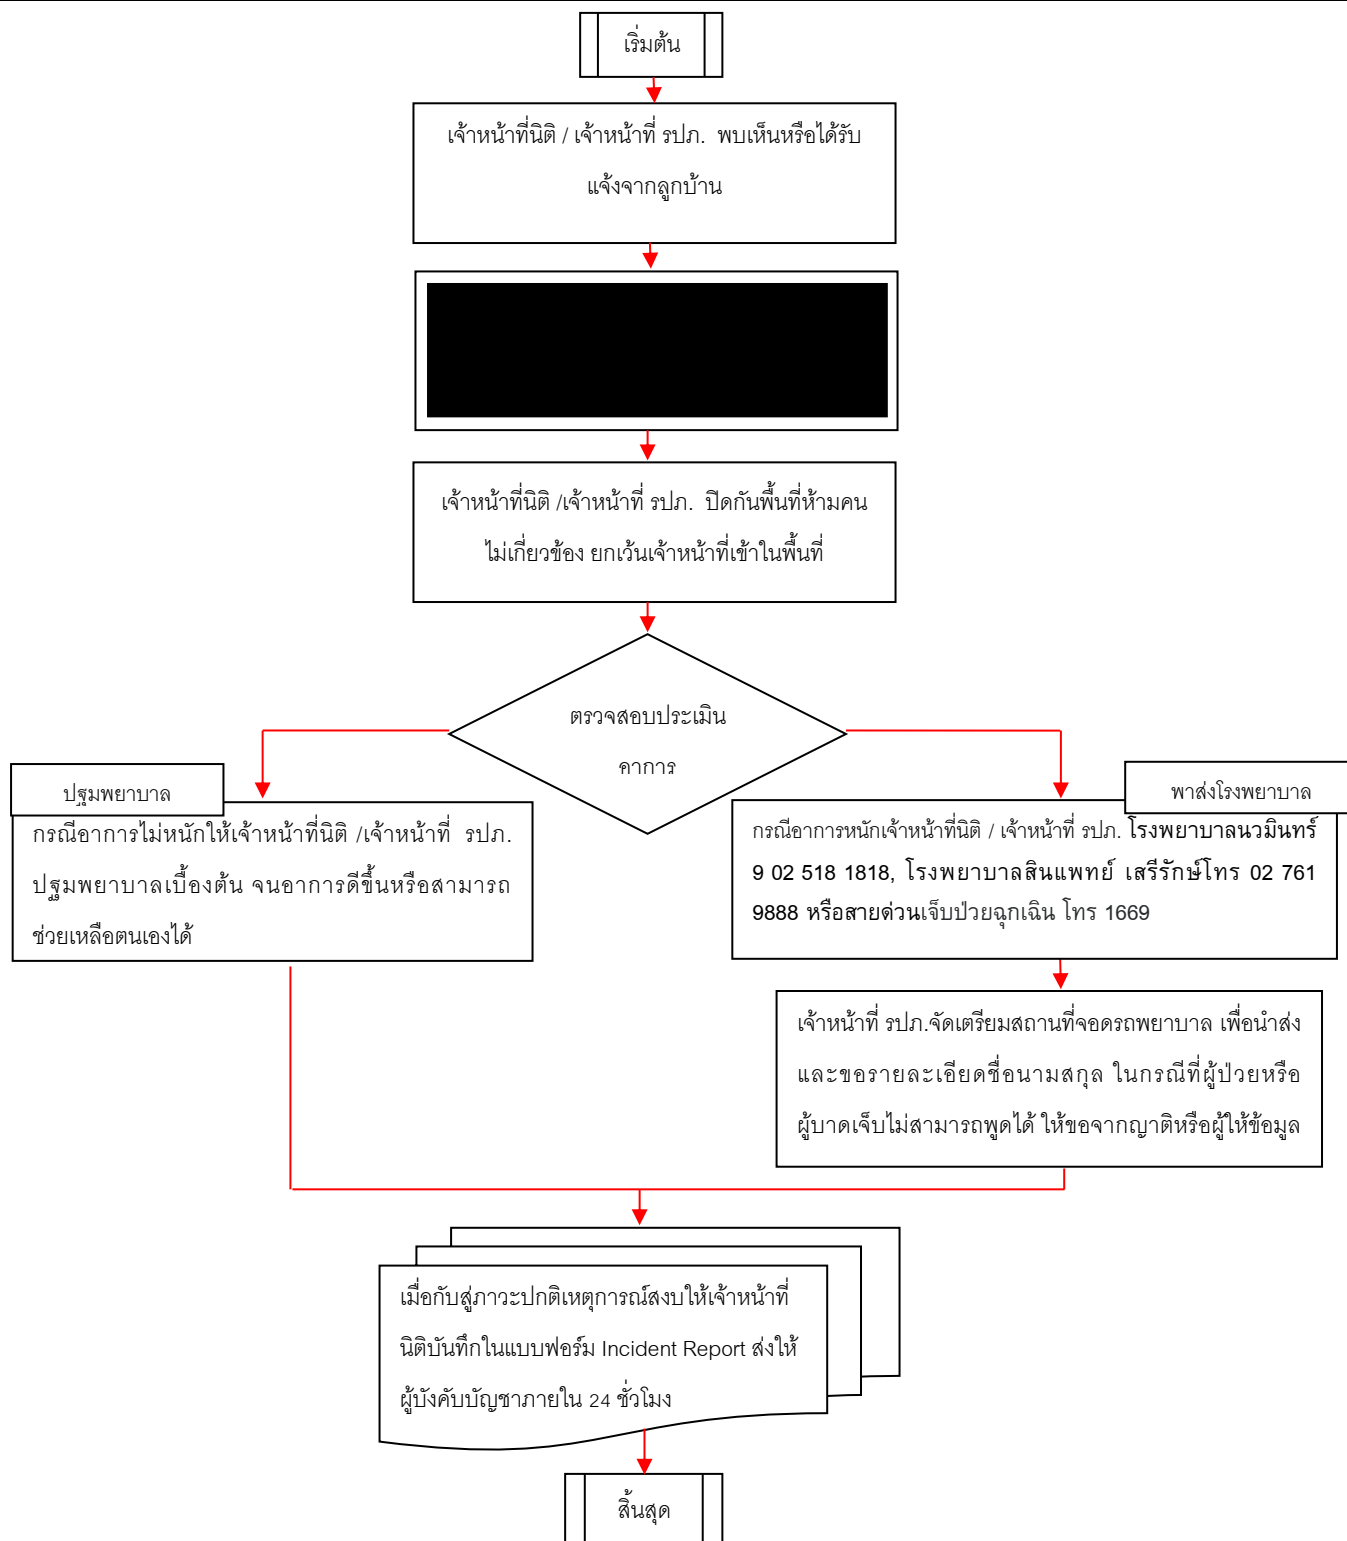 เริ่มต้น
เจ้าหน้าที่นิติ / เจ้าหน้าที่ รปภ. พบเห็นหรือได้รับ
แจ้งจากลูกบ้าน
เจ้าหน้าที่นิติ /เจ้าหน้าที่ รปภ. ปิดกันพื้นที่ห้ามคน
ไม่เกี่ยวข้อง ยกเว้นเจ้าหน้าที่เข้าในพื้นที่
ตรวจสอบประเมิน
คาการ
ปฐมพยาบาล
กรณีอาการไม่หนักให้เจ้าหน้าที่นิติ /เจ้าหน้าที่ รปภ.
ปฐมพยาบาลเบื้องต้น จนอาการดีขึ้นหรือสามารถ
ช่วยเหลือตนเองได้
พาส่งโรงพยาบาล
กรณีอาการหนักเจ้าหน้าที่นิติ / เจ้าหน้าที่ รปภ. โรงพยาบาลนวมินทร์
9 02 518 1818, โรงพยาบาลสินแพทย์ เสรีรักษ์โทร 02 761
9888 หรือสายด่วนเจ็บป่วยฉุกเฉิน โทร 1669
เจ้าหน้าที่ รปภ.จัดเตรียมสถานที่จอดรถพยาบาล เพื่อนำส่ง
และขอรายละเอียดชื่อนามสกุล ในกรณีที่ผู้ป่วยหรือ
ผู้บาดเจ็บไม่สามารถพูดได้ ให้ขอจากญาติหรือผู้ให้ข้อมูล
เมื่อกับสู่ภาวะปกติเหตุการณ์สงบให้เจ้าหน้าที่
นิติบันทึกในแบบฟอร์ม Incident Report ส่งให้
ผู้บังคับบัญชาภายใน 24 ชั่วโมง
สิ้นสุด